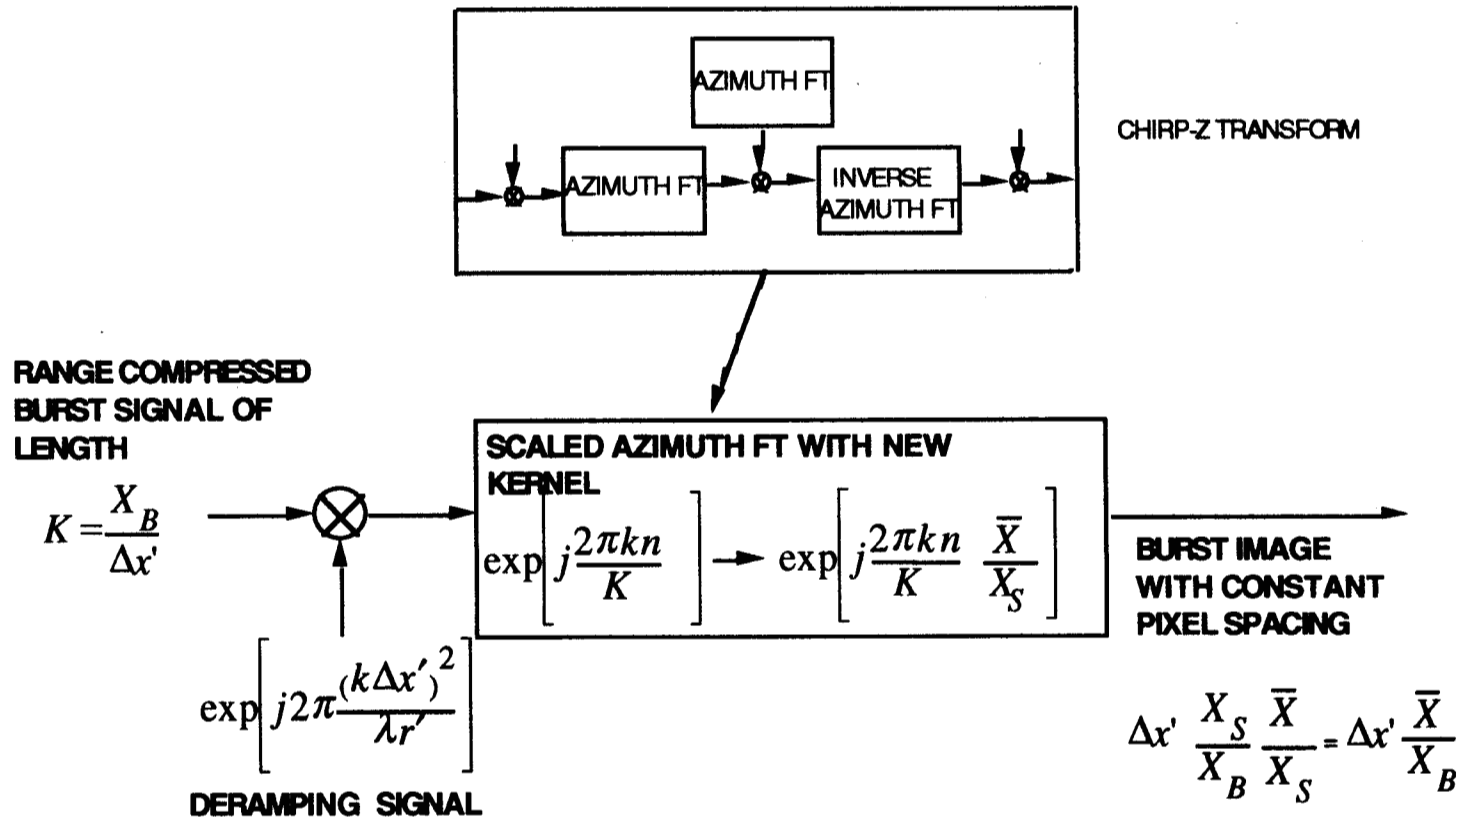 AZIMUTH FT
CHIRP-Z TRANSFORM
AZIMUTH FT
INVERSE
AZIMUTH FT
RANGE COMPRESSED
BURST SIGNAL OF
LENGTH
K = X_B / Δx'
SCALED AZIMUTH FT WITH NEW
KERNEL
exp[j 2πkn / K] → exp[j 2πkn / K X̅ / X_S]
BURST IMAGE
WITH CONSTANT
PIXEL SPACING
exp[j2π (kΔx')² / λr']
Δx' X_S / X_B X̅ / X_S = Δx' X̅ / X_B
DERAMPING SIGNAL